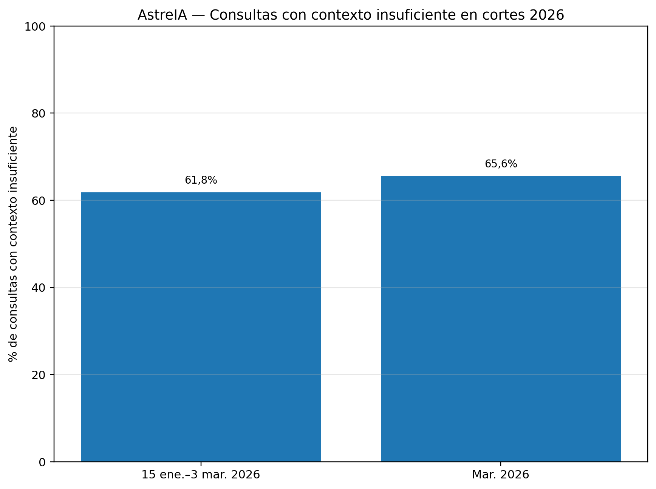 AstreIA — Consultas con contexto insuficiente en cortes 2026
% de consultas con contexto insuficiente
100
80
60
40
20
0
61,8%
65,6%
15 ene.–3 mar. 2026
Mar. 2026